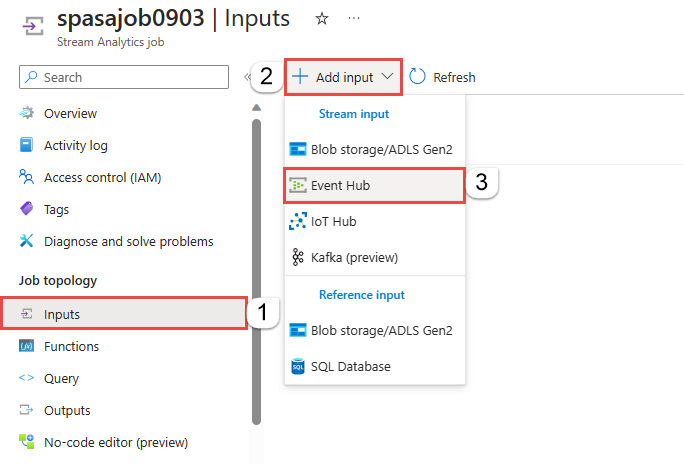 spasajob0903 | Inputs
Stream Analytics job
Search
2
Add input
Refresh
Overview
Activity log
Access control (IAM)
Tags
Diagnose and solve problems
Job topology
Inputs
1
Functions
Query
Outputs
No-code editor (preview)
Stream input
Blob storage/ADLS Gen2
Event Hub
3
IoT Hub
Kafka (preview)
Reference input
Blob storage/ADLS Gen2
SQL Database